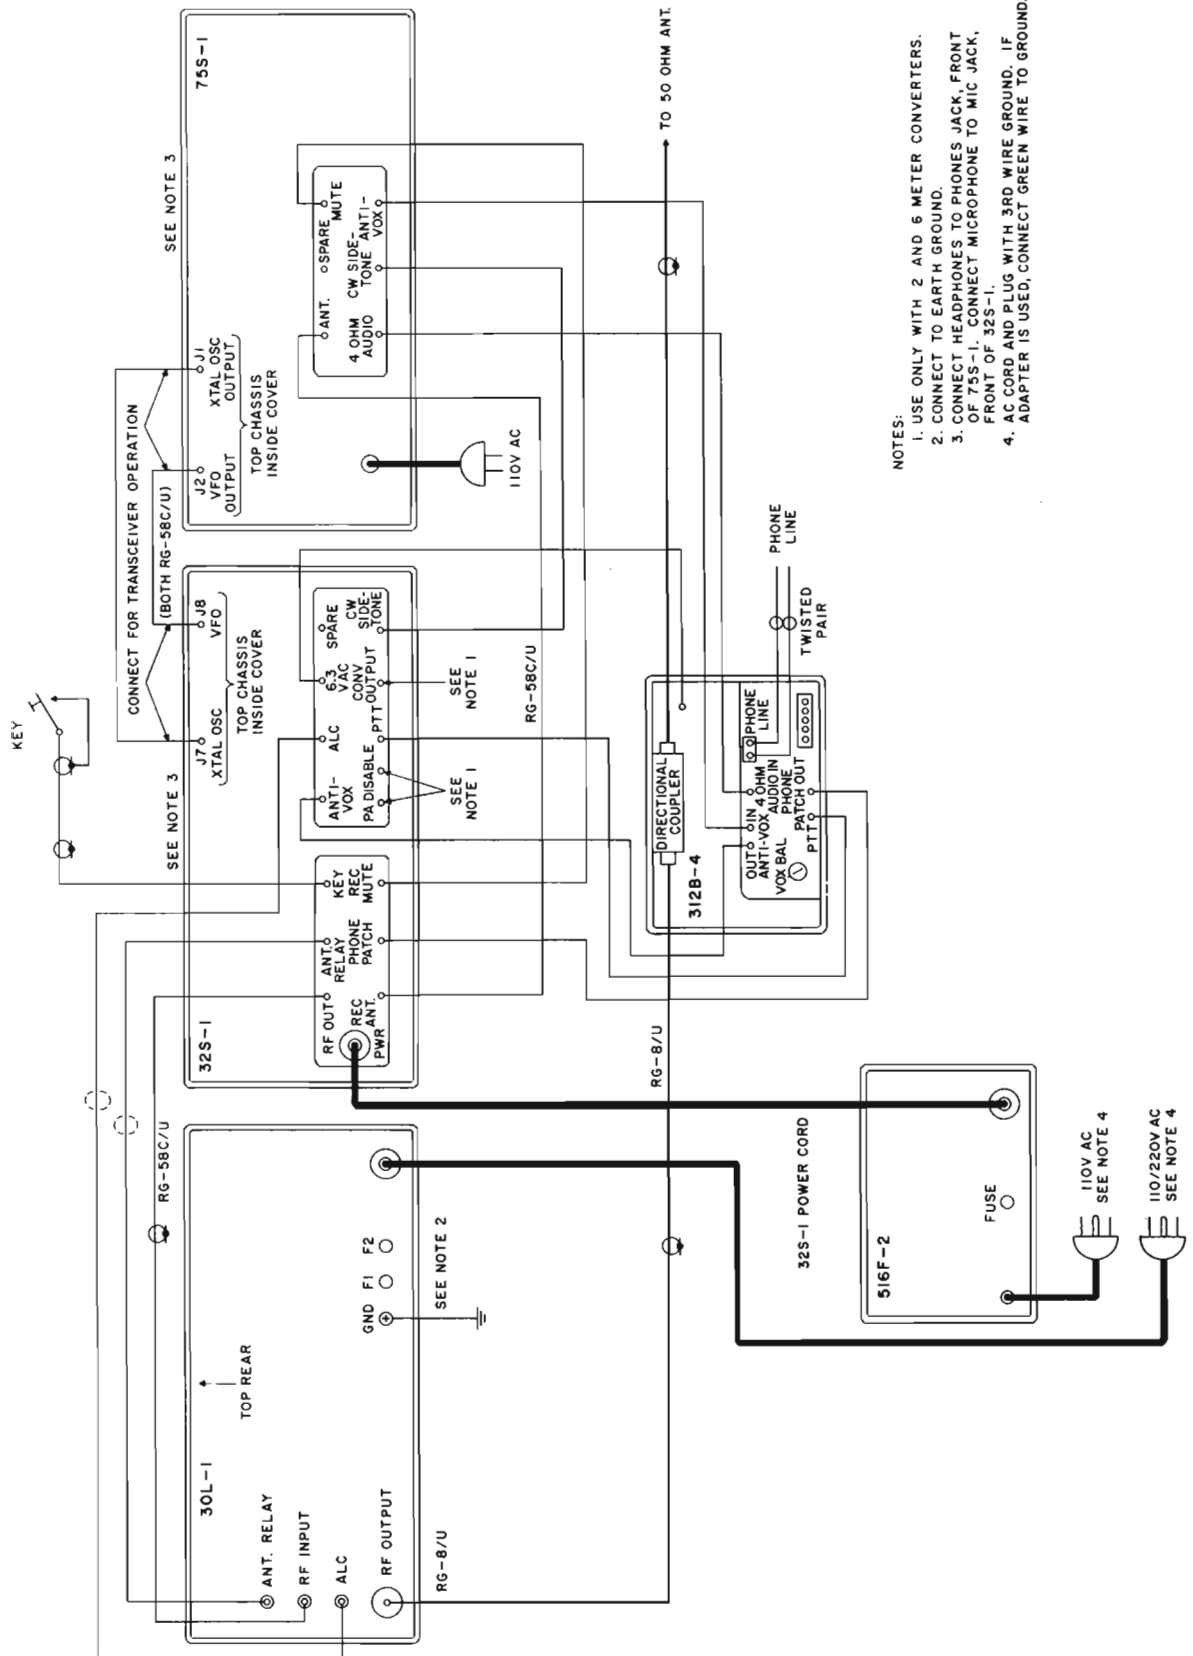 KEY
30L-1
TOP REAR
ANT. RELAY
RF INPUT
ALC
RF OUTPUT
GND
F1
F2
SEE NOTE 2
RG-8/U
RG-58C/U
SEE NOTE 3
32S-1
J7
XTAL OSC
J8
VFO
TOP CHASSIS
INSIDE COVER
RF OUT
ANT.
RELAY
KEY
REC
ANT.
PWR
PHONE
PATCH
REC
MUTE
ANTI-
VOX
ALC
6.3
VAC
SPARE
PA DISABLE
PTT
CONV
OUTPUT
CW
SIDE-
TONE
SEE
NOTE 1
SEE
NOTE 1
CONNECT FOR TRANSCEIVER OPERATION
(BOTH RG-58C/U)
SEE NOTE 3
75S-1
J2
VFO
OUTPUT
J1
XTAL OSC
OUTPUT
TOP CHASSIS
INSIDE COVER
ANT.
SPARE
MUTE
4 OHM
AUDIO
CW SIDE-
TONE
ANTI-
VOX
110V AC
RG-58C/U
RG-8/U
TO 50 OHM ANT.
DIRECTIONAL
COUPLER
312B-4
OUT
IN
ANTI-VOX
4 OHM
AUDIO IN
PHONE
LINE
VOX BAL
PHONE
PATCH OUT
PTT
TWISTED
PAIR
PHONE
LINE
32S-1 POWER CORD
516F-2
FUSE
110V AC
SEE NOTE 4
110/220V AC
SEE NOTE 4
NOTES:
1. USE ONLY WITH 2 AND 6 METER CONVERTERS.
2. CONNECT TO EARTH GROUND.
3. CONNECT HEADPHONES TO PHONES JACK, FRONT
OF 75S-1. CONNECT MICROPHONE TO MIC JACK,
FRONT OF 32S-1.
4. AC CORD AND PLUG WITH 3RD WIRE GROUND. IF
ADAPTER IS USED, CONNECT GREEN WIRE TO GROUND.